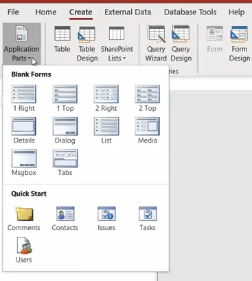 File Home Create External Data Database Tools Help
Application Parts Table Table Design SharePoint Lists Query Wizard Query Design Form Form Design
ries
Blank Forms
1 Right 1 Top 2 Right 2 Top
Details Dialog List Media
Msgbox Tabs
Quick Start
Comments Contacts Issues Tasks
Users